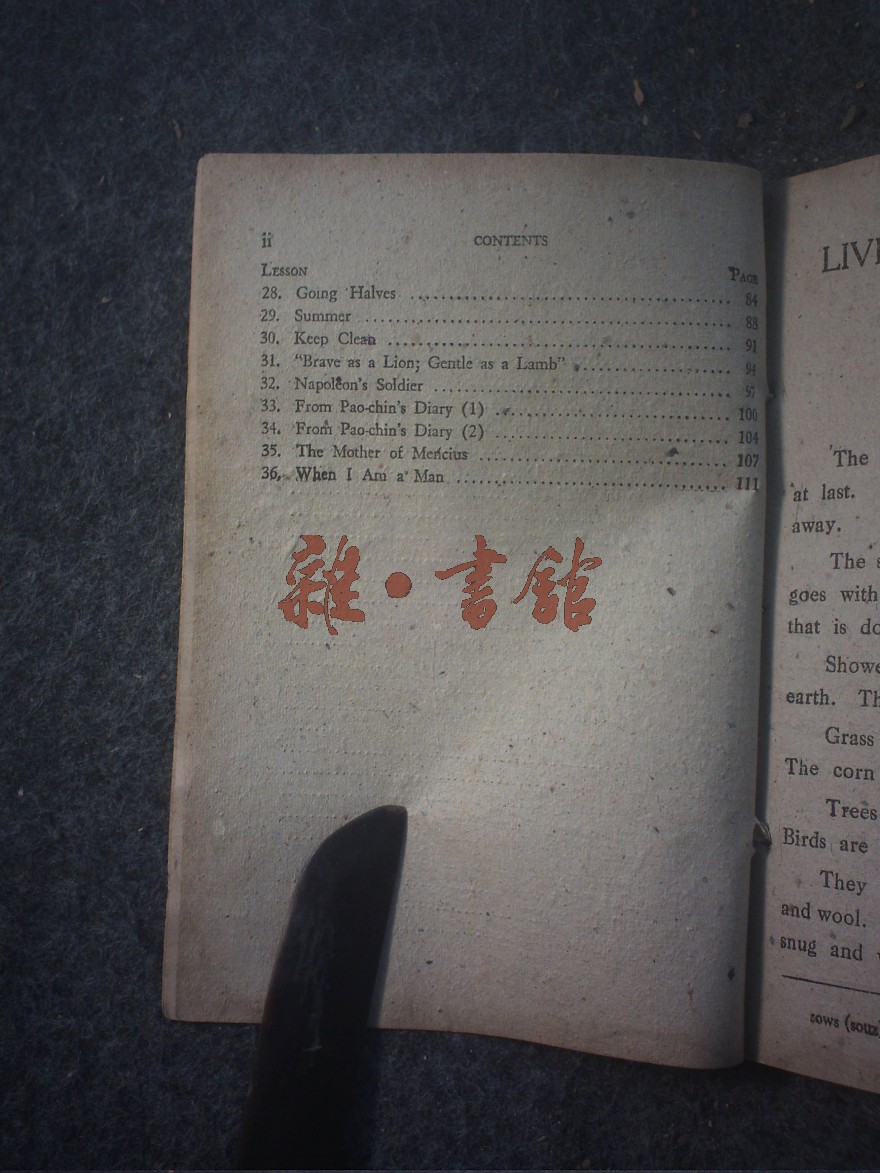 ii CONTENTS
LESSON PAGE
28. Going Halves 84
29. Summer 88
30. Keep Clean 91
31. "Brave as a Lion; Gentle as a Lamb" 94
32. Napoleon's Soldier 97
33. From Pao-chin's Diary (1) 100
34. From Pao-chin's Diary (2) 104
35. The Mother of Mencius 107
36. When I Am a Man 111
雜·書館
LIV
The
at last.
away.
The
goes with
that is
Showe
earth. Th
Grass
The corn
Trees
Birds are
They
and wool.
snug and
sows (souz